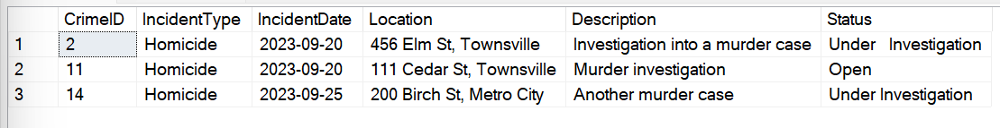 CrimeID IncidentType IncidentDate Location Description Status
1 2 Homicide 2023-09-20 456 Elm St, Townsville Investigation into a murder case Under   Investigation
2 11 Homicide 2023-09-20 111 Cedar St, Townsville Murder investigation Open
3 14 Homicide 2023-09-25 200 Birch St, Metro City Another murder case Under Investigation